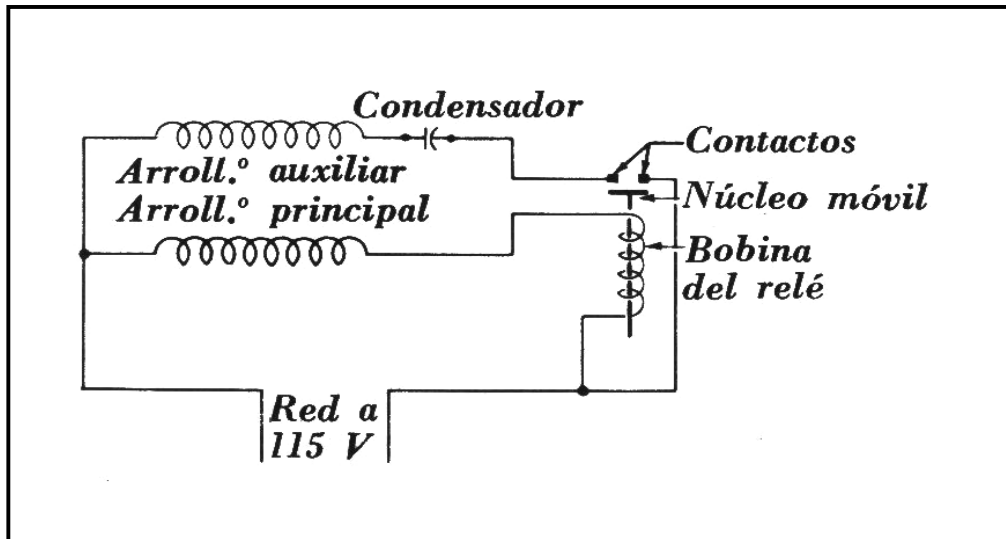 Condensador
Contactos
Arroll.º auxiliar
Núcleo móvil
Arroll.º principal
Bobina
del relé
Red a
115 V